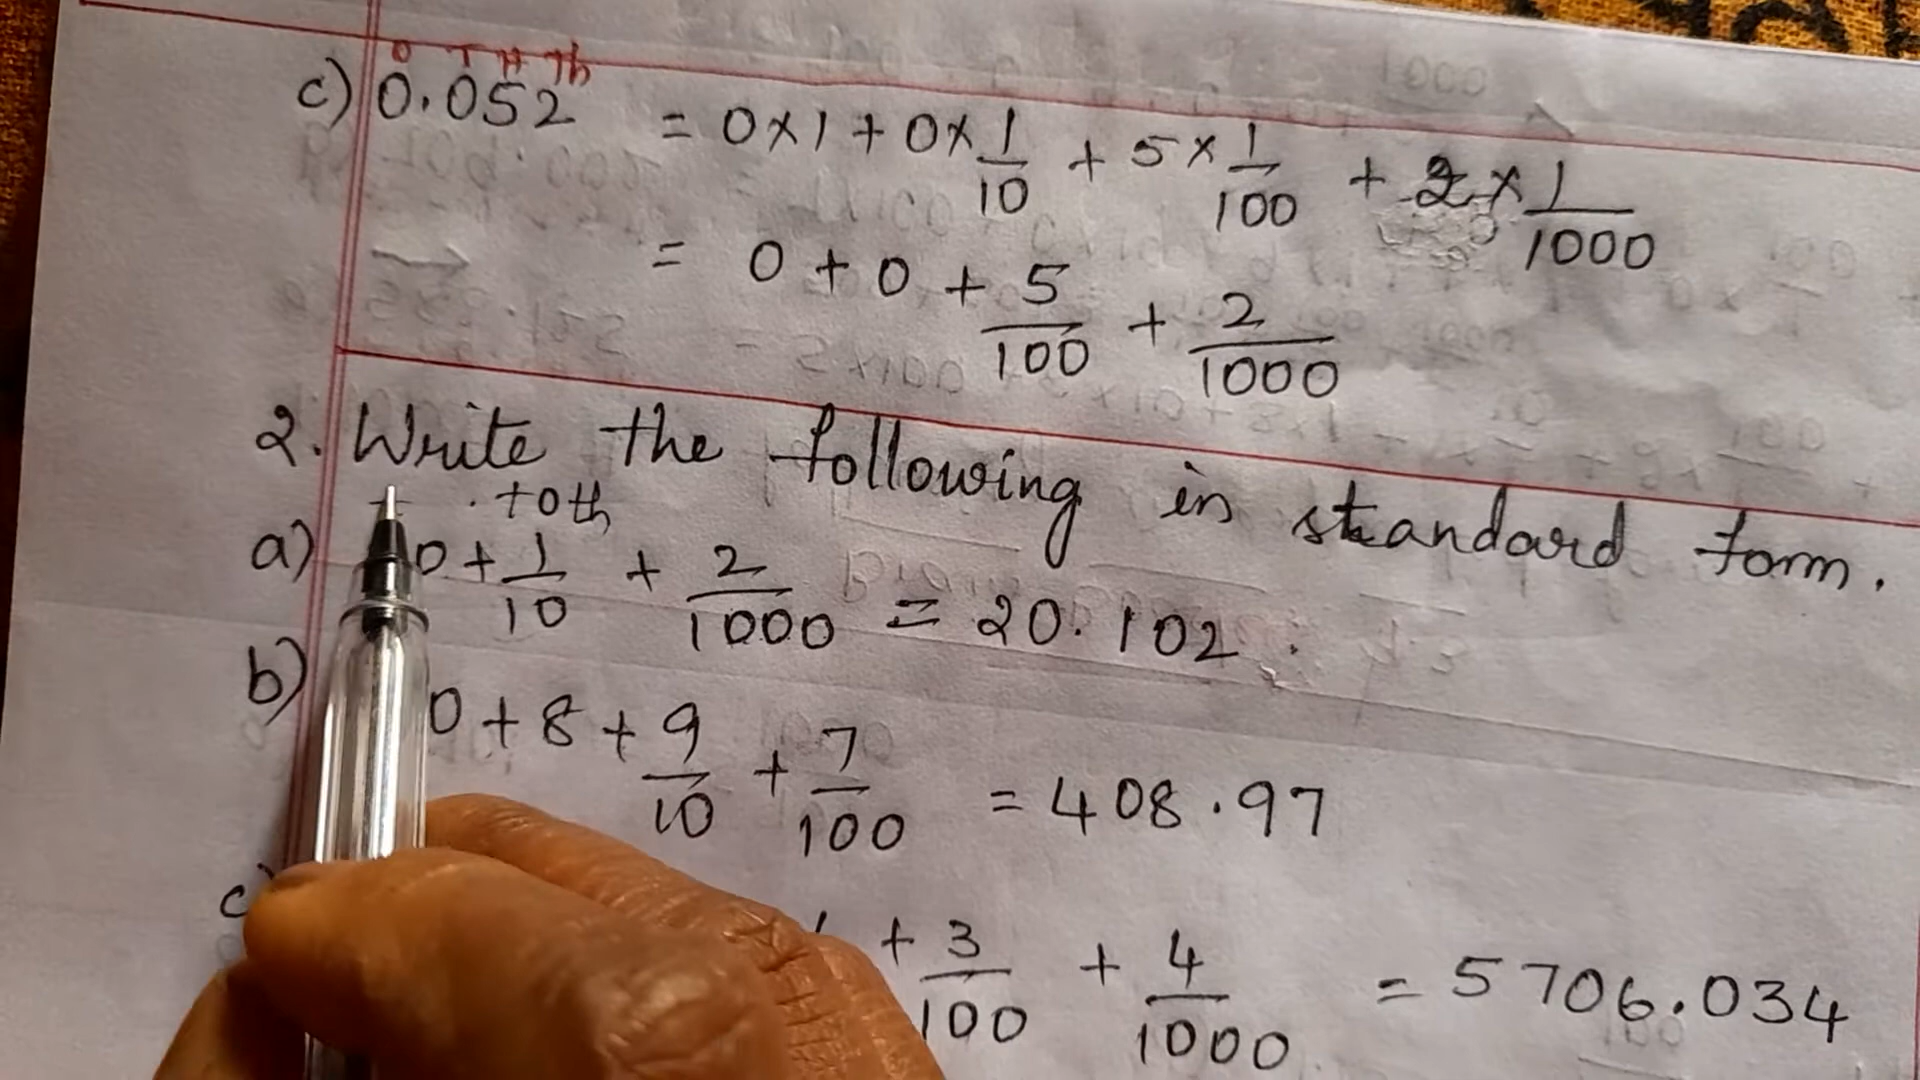 O T H Th
c) 0.052 = 0×1 + 0×1/10 + 5×1/100 + 2×1/1000
= 0 + 0 + 5/100 + 2/1000
2. Write the following in standard form.
. toth
a) 0 + 1/10 + 2/1000 = 20.102
b) 0 + 8 + 9/10 + 7/100 = 408.97
c) + 3/100 + 4/1000 = 5706.034